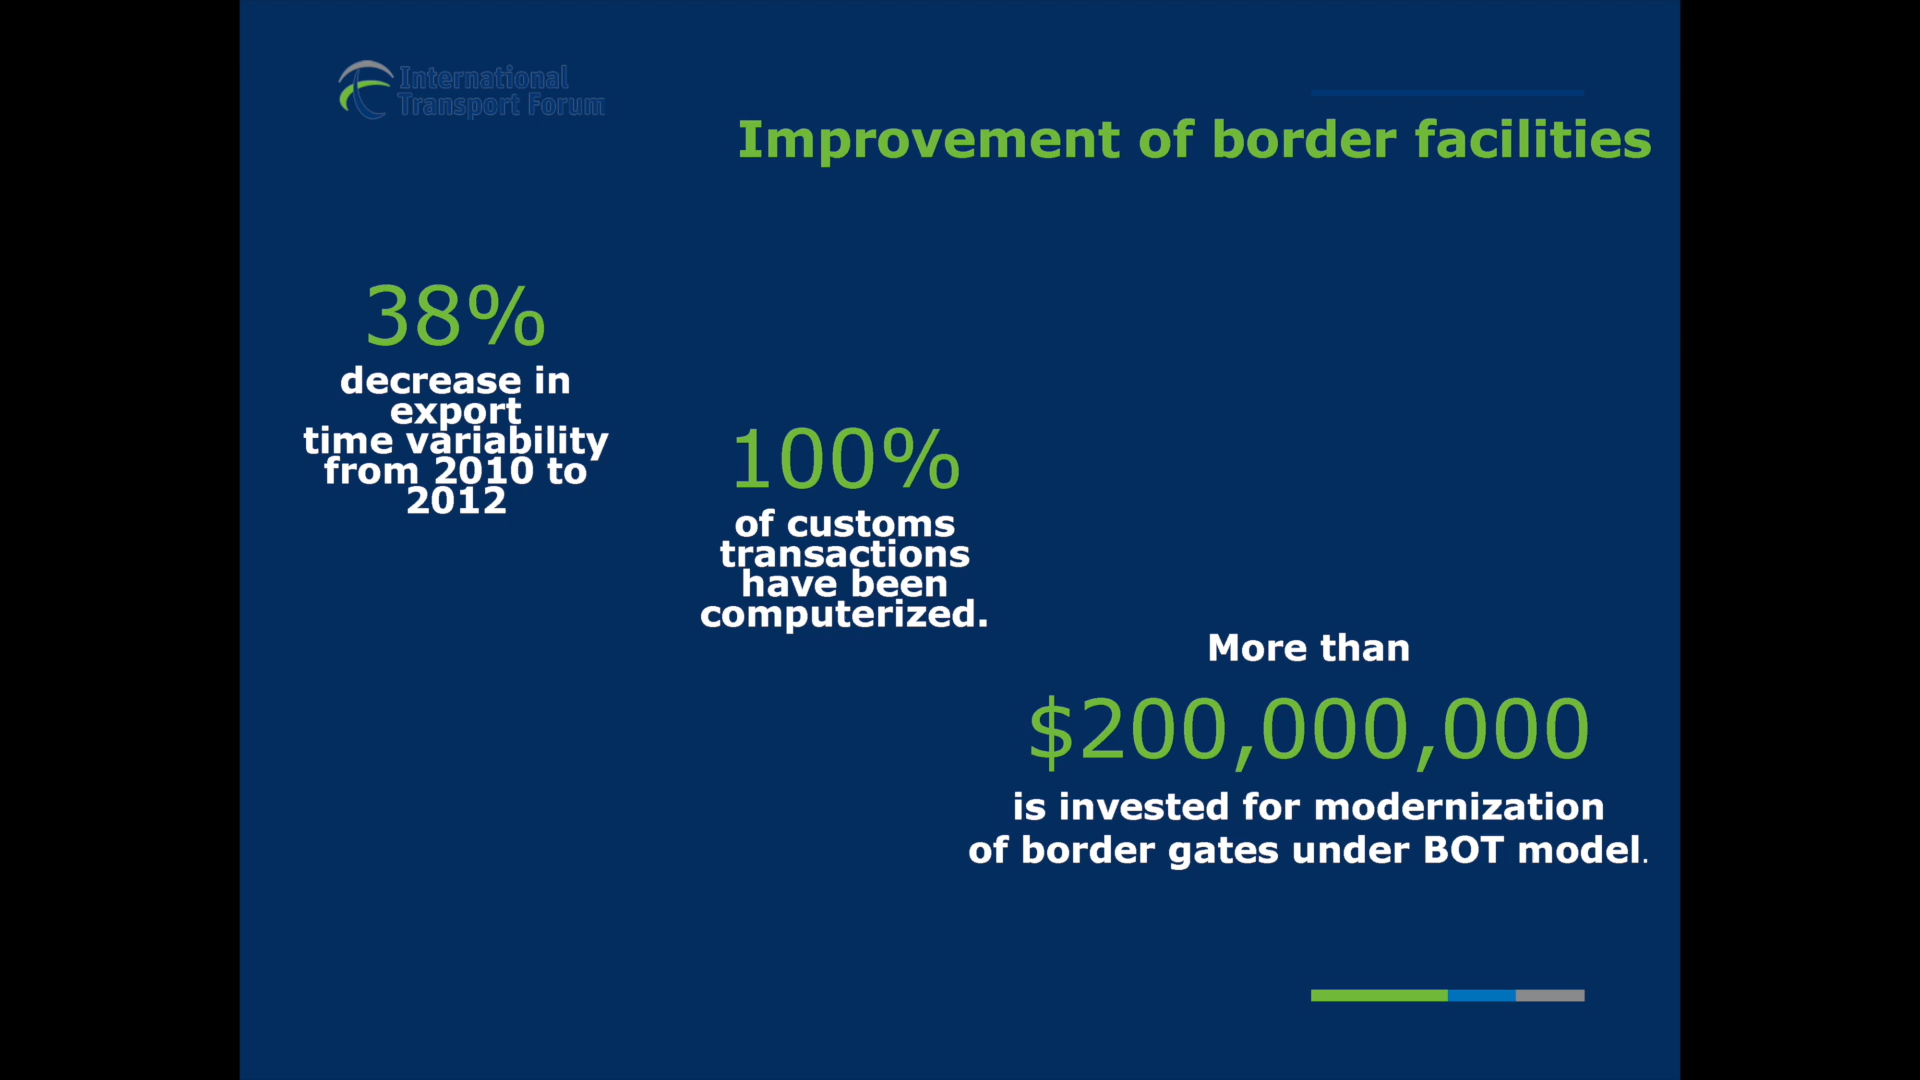 International
Transport Forum
Improvement of border facilities
38%
decrease in
export
time variability
from 2010 to
2012
100%
of customs
transactions
have been
computerized.
More than
$200,000,000
is invested for modernization
of border gates under BOT model.